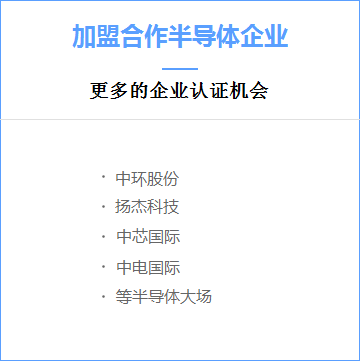 加盟合作半导体企业
更多的企业认证机会
· 中环股份
· 扬杰科技
· 中芯国际
· 中电国际
· 等半导体大场